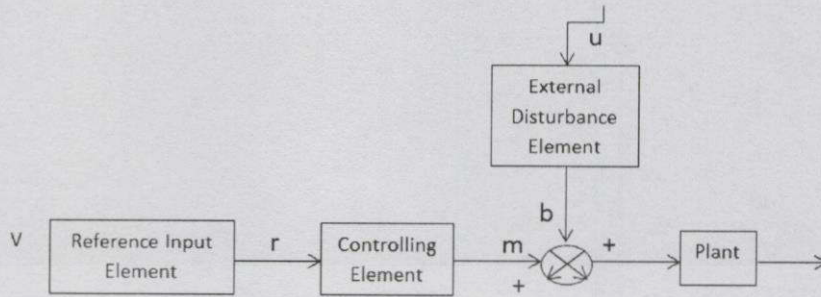 u
External
Disturbance
Element
b
V
Reference Input
Element
r
Controlling
Element
m
+
+
Plant